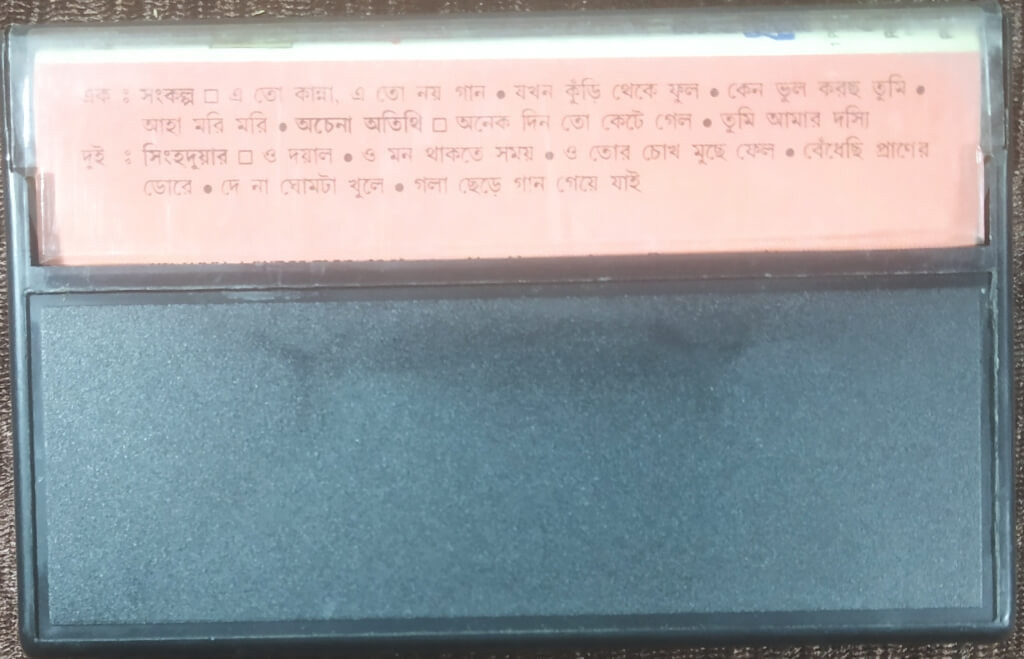 এক : সংকল্প □ এ তো কান্না, এ তো নয় গান ● যখন কুঁড়ি থেকে ফুল ● কেন ভুল করছ তুমি ●
আহা মরি মরি ● অচেনা অতিথি □ অনেক দিন তো কেটে গেল ● তুমি আমার দস্যি
দুই : সিংহদুয়ার □ ও দয়াল ● ও মন থাকতে সময় ● ও তোর চোখ মুছে ফেল ● বেঁধেছি প্রাণের
ডোরে ● দে না ঘোমটা খুলে ● গলা ছেড়ে গান গেয়ে যাই